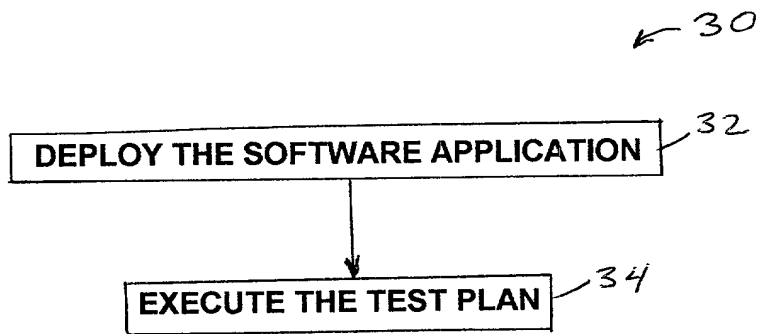 30
DEPLOY THE SOFTWARE APPLICATION
32
EXECUTE THE TEST PLAN
34